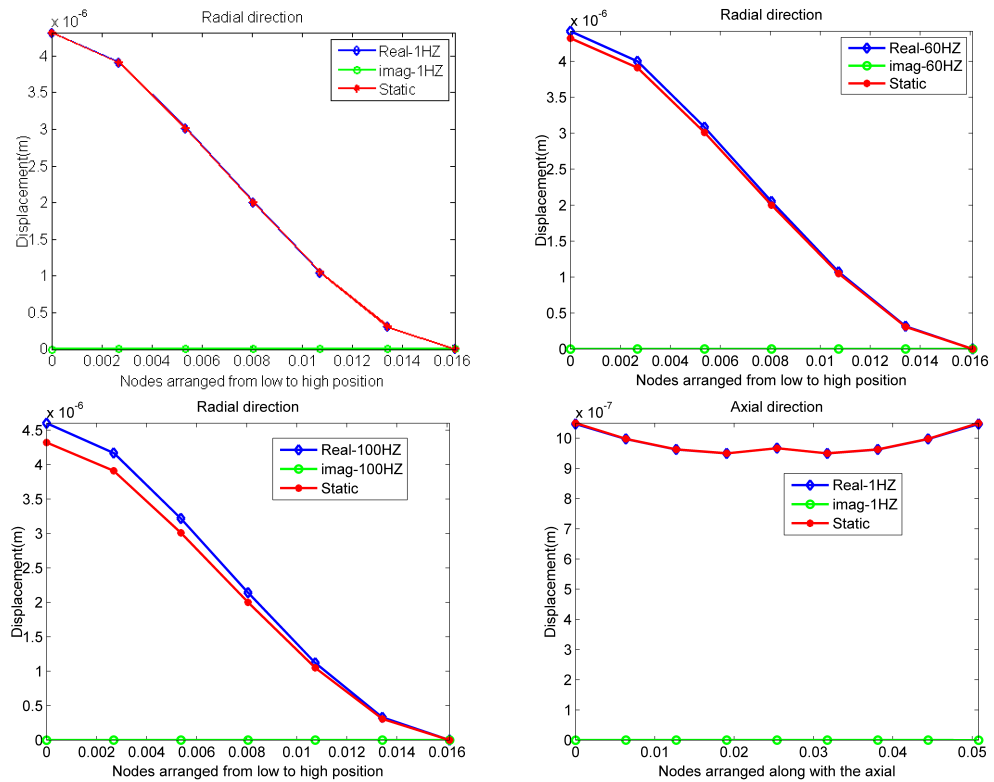 Radial direction
x 10^-6
Real-1HZ
imag-1HZ
Static
Displacement(m)
4
3.5
3
2.5
2
1.5
1
0.5
0
0 0.002 0.004 0.006 0.008 0.01 0.012 0.014 0.016
Nodes arranged from low to high position
Radial direction
x 10^-6
Real-60HZ
imag-60HZ
Static
Displacement(m)
4
3.5
3
2.5
2
1.5
1
0.5
0
0 0.002 0.004 0.006 0.008 0.01 0.012 0.014 0.016
Nodes arranged from low to high position
Radial direction
x 10^-6
Real-100HZ
imag-100HZ
Static
Displacement(m)
4.5
4
3.5
3
2.5
2
1.5
1
0.5
0
0 0.002 0.004 0.006 0.008 0.01 0.012 0.014 0.016
Nodes arranged from low to high position
Axial direction
x 10^-7
Real-1HZ
imag-1HZ
Static
Displacement(m)
10
9
8
7
6
5
4
3
2
1
0
0 0.01 0.02 0.03 0.04 0.05
Nodes arranged along with the axial